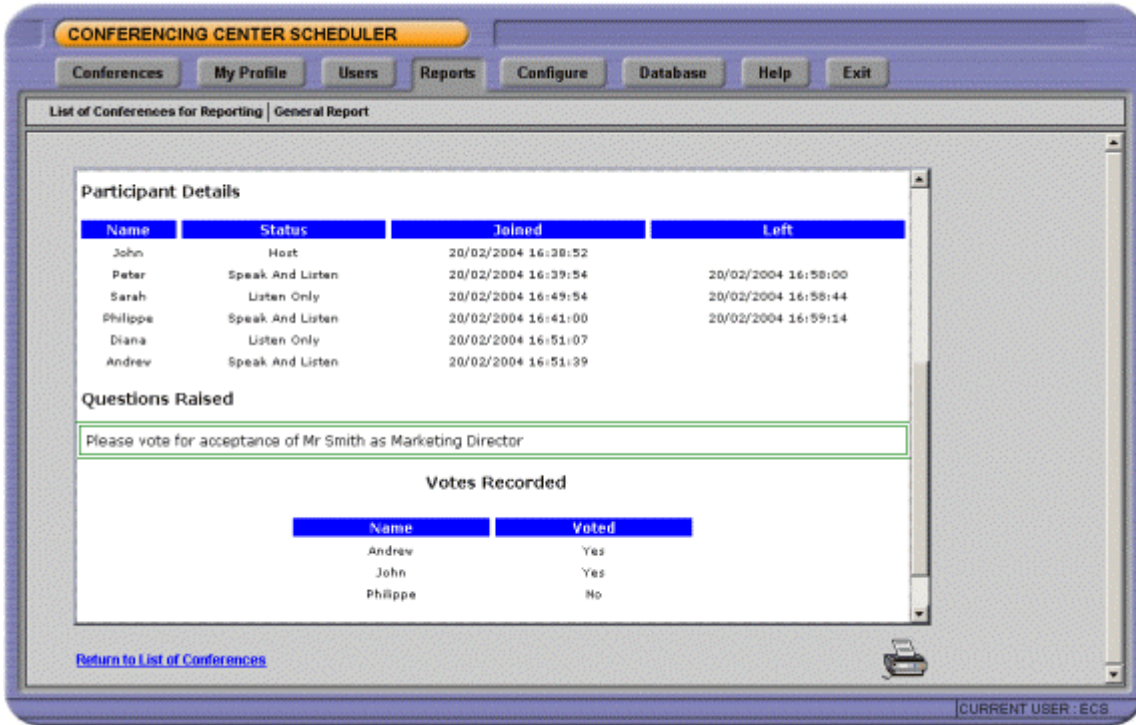 CONFERENCING CENTER SCHEDULER
Conferences My Profile Users Reports Configure Database Help Exit
List of Conferences for Reporting General Report
Participant Details
Name Status Joined Left
John Host 20/02/2004 16:38:52
Peter Speak And Listen 20/02/2004 16:39:54 20/02/2004 16:58:00
Sarah Listen Only 20/02/2004 16:49:54 20/02/2004 16:58:44
Philippe Speak And Listen 20/02/2004 16:41:00 20/02/2004 16:59:14
Diana Listen Only 20/02/2004 16:51:07
Andrew Speak And Listen 20/02/2004 16:51:39
Questions Raised
Please vote for acceptance of Mr Smith as Marketing Director
Votes Recorded
Name Voted
Andrew Yes
John Yes
Philippe No
Return to List of Conferences
CURRENT USER : ECS